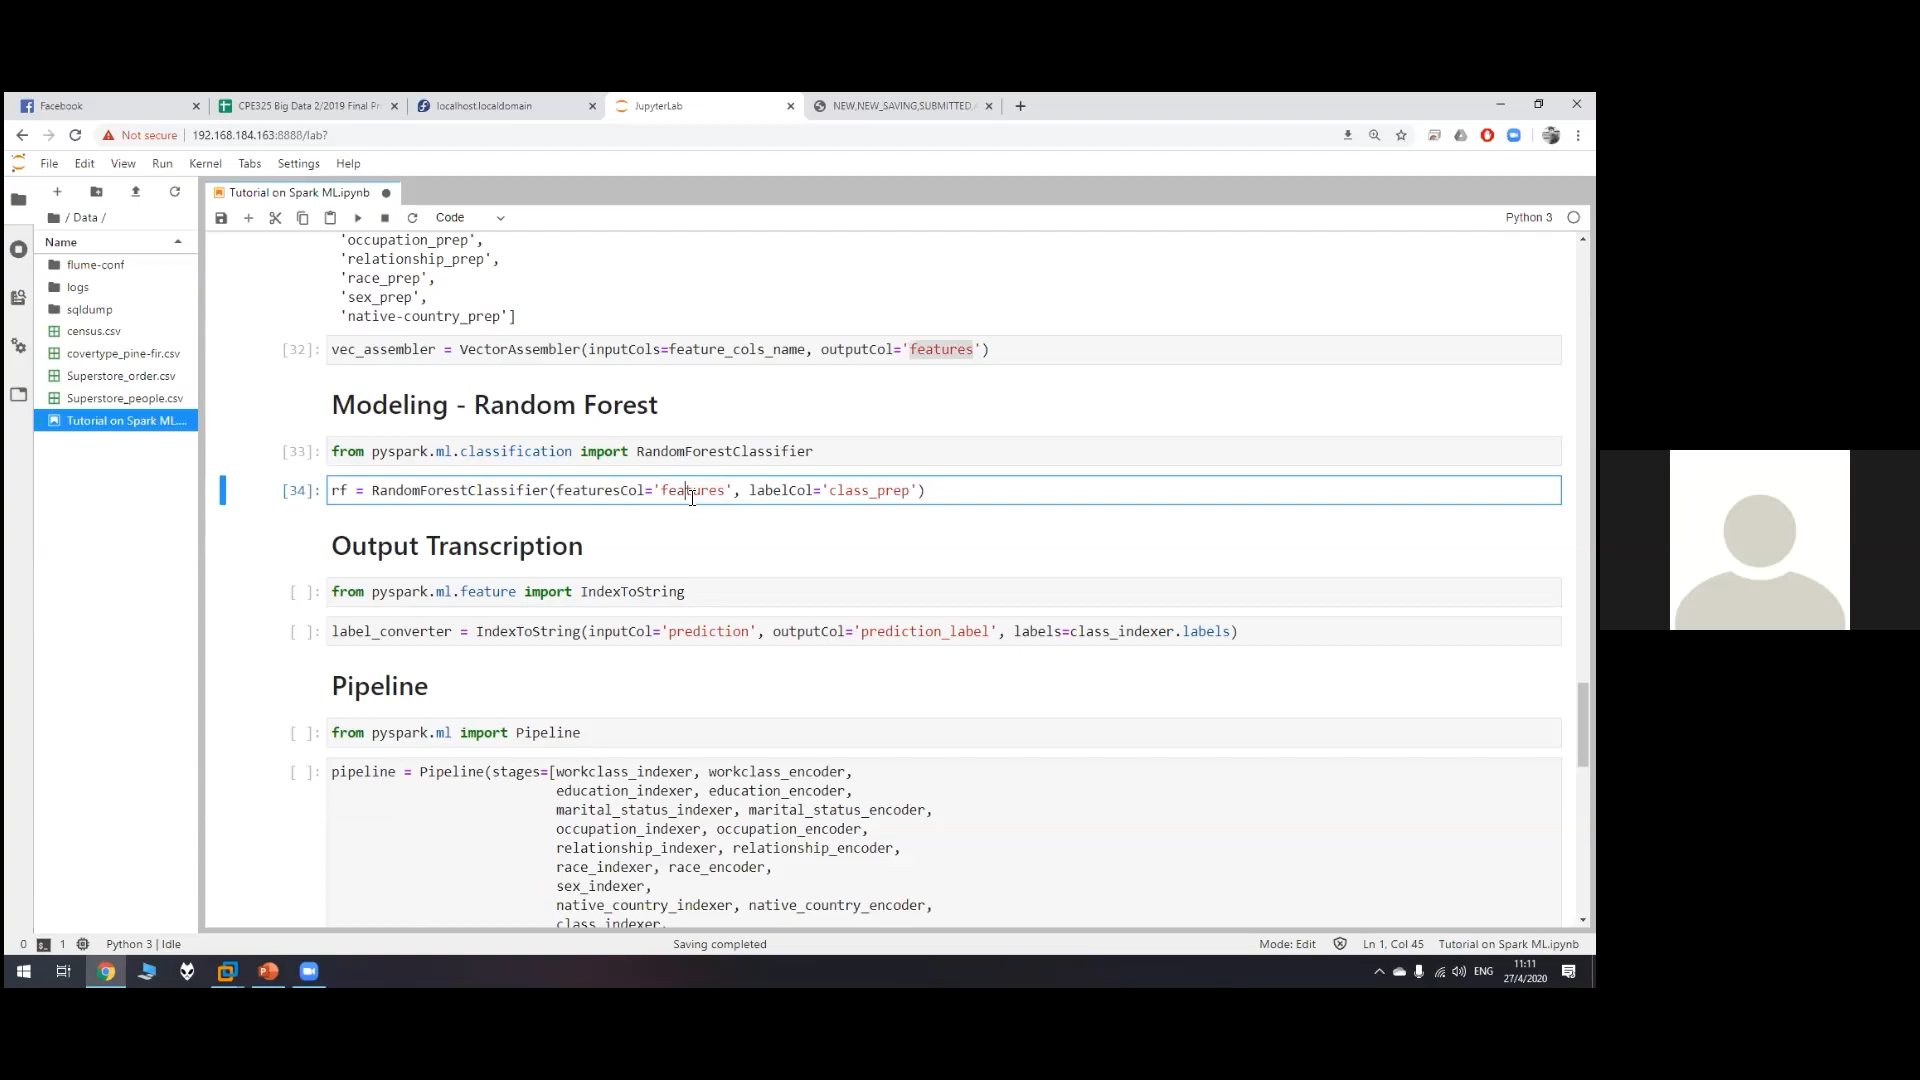 Facebook
CPE325 Big Data 2/2019 Final Pr
localhost.localdomain
JupyterLab
NEW,NEW_SAVING,SUBMITTED,
Not secure
192.168.184.163:8888/lab?
File Edit View Run Kernel Tabs Settings Help
Tutorial on Spark ML.ipynb
/ Data /
Code
Python 3
Name
flume-conf
logs
sqldump
census.csv
covertype_pine-fir.csv
Superstore_order.csv
Superstore_people.csv
Tutorial on Spark ML....
'occupation_prep',
'relationship_prep',
'race_prep',
'sex_prep',
'native-country_prep']
[32]: vec_assembler = VectorAssembler(inputCols=feature_cols_name, outputCol='features')
Modeling - Random Forest
[33]: from pyspark.ml.classification import RandomForestClassifier
[34]: rf = RandomForestClassifier(featuresCol='features', labelCol='class_prep')
Output Transcription
[ ]: from pyspark.ml.feature import IndexToString
[ ]: label_converter = IndexToString(inputCol='prediction', outputCol='prediction_label', labels=class_indexer.labels)
Pipeline
[ ]: from pyspark.ml import Pipeline
[ ]: pipeline = Pipeline(stages=[workclass_indexer, workclass_encoder,
education_indexer, education_encoder,
marital_status_indexer, marital_status_encoder,
occupation_indexer, occupation_encoder,
relationship_indexer, relationship_encoder,
race_indexer, race_encoder,
sex_indexer,
native_country_indexer, native_country_encoder,
class_indexer,
0 1 Python 3 | Idle
Saving completed
Mode: Edit
Ln 1, Col 45
Tutorial on Spark ML.ipynb
ENG
11:11
27/4/2020